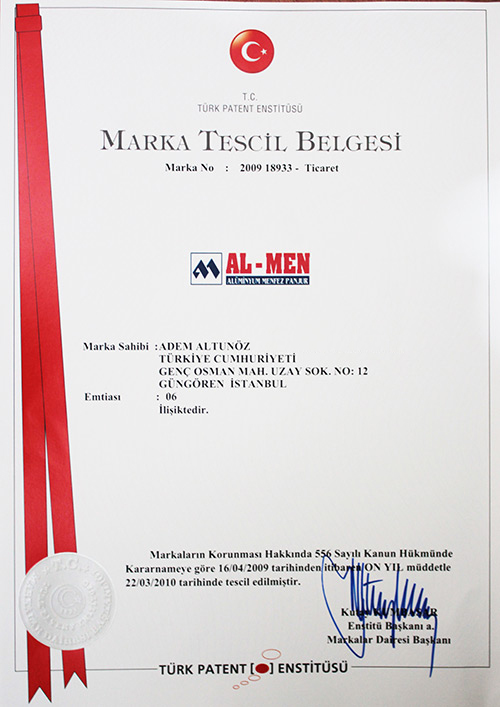 T.C.
TÜRK PATENT ENSTİTÜSÜ
MARKA TESCİL BELGESİ
Marka No : 2009 18933 - Ticaret
AL - MEN
ALÜMİNYUM MENFEZ PANJUR
Marka Sahibi : ADEM ALTUNÖZ
TÜRKİYE CUMHURİYETİ
GENÇ OSMAN MAH. UZAY SOK. NO: 12
GÜNGÖREN İSTANBUL
Emtiası : 06
İlişiktedir.
Markaların Korunması Hakkında 556 Sayılı Kanun Hükmünde
Kararnameye göre 16/04/2009 tarihinden itibaren ON YIL müddetle
22/03/2010 tarihinde tescil edilmiştir.
Enstitü Başkanı a.
Markalar Dairesi Başkanı
TÜRK PATENT ENSTİTÜSÜ